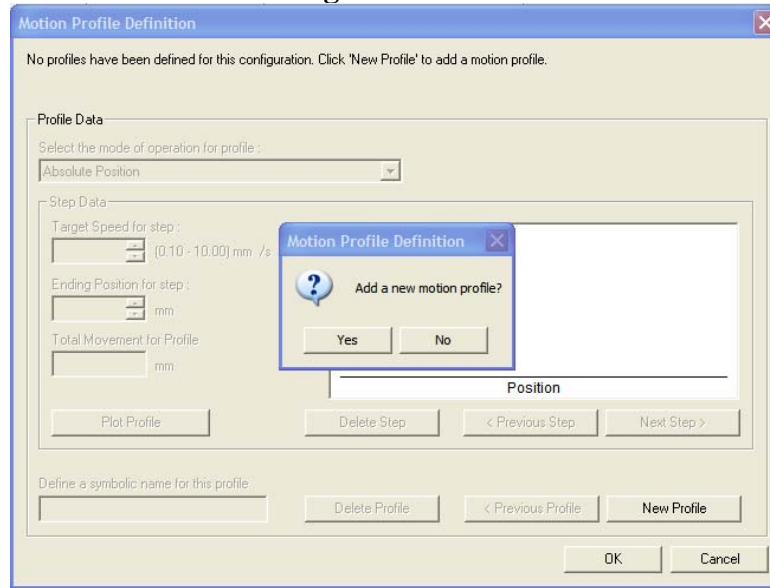 Motion Profile Definition
No profiles have been defined for this configuration. Click 'New Profile' to add a motion profile.
Profile Data
Select the mode of operation for profile :
Absolute Position
Step Data
Target Speed for step :
(0.10 - 10.00) mm /s
Ending Position for step :
mm
Total Movement for Profile
mm
Motion Profile Definition
Add a new motion profile?
Yes No
Position
Plot Profile Delete Step < Previous Step Next Step >
Define a symbolic name for this profile
Delete Profile < Previous Profile New Profile
OK Cancel